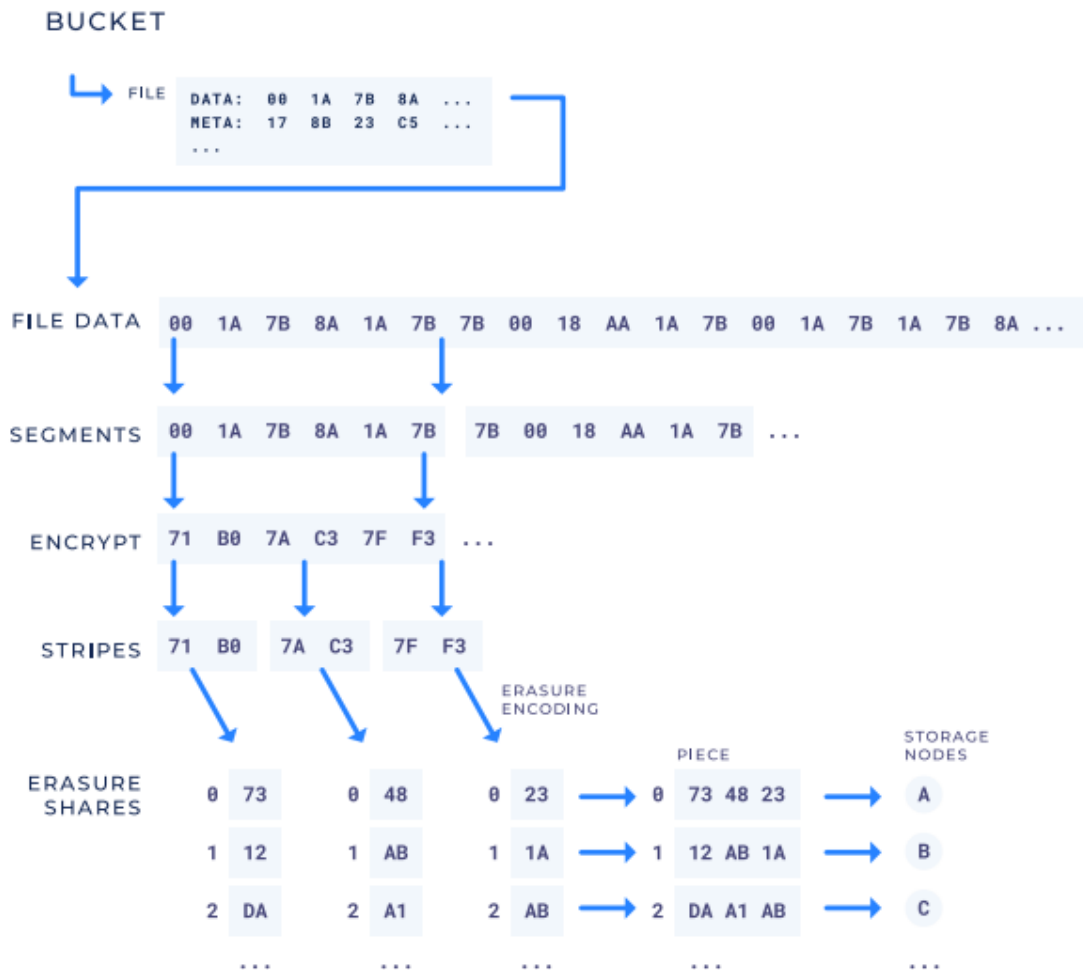 BUCKET
FILE
DATA: 00 1A 7B 8A ...
META: 17 8B 23 C5 ...
...
FILE DATA 00 1A 7B 8A 1A 7B 7B 00 18 AA 1A 7B 00 1A 7B 1A 7B 8A ...
SEGMENTS 00 1A 7B 8A 1A 7B 7B 00 18 AA 1A 7B ...
ENCRYPT 71 B0 7A C3 7F F3 ...
STRIPES 71 B0 7A C3 7F F3
ERASURE
ENCODING
PIECE
STORAGE
NODES
ERASURE
SHARES
0 73 0 48 0 23 0 73 48 23 A
1 12 1 AB 1 1A 1 12 AB 1A B
2 DA 2 A1 2 AB 2 DA A1 AB C
... ... ... ... ...